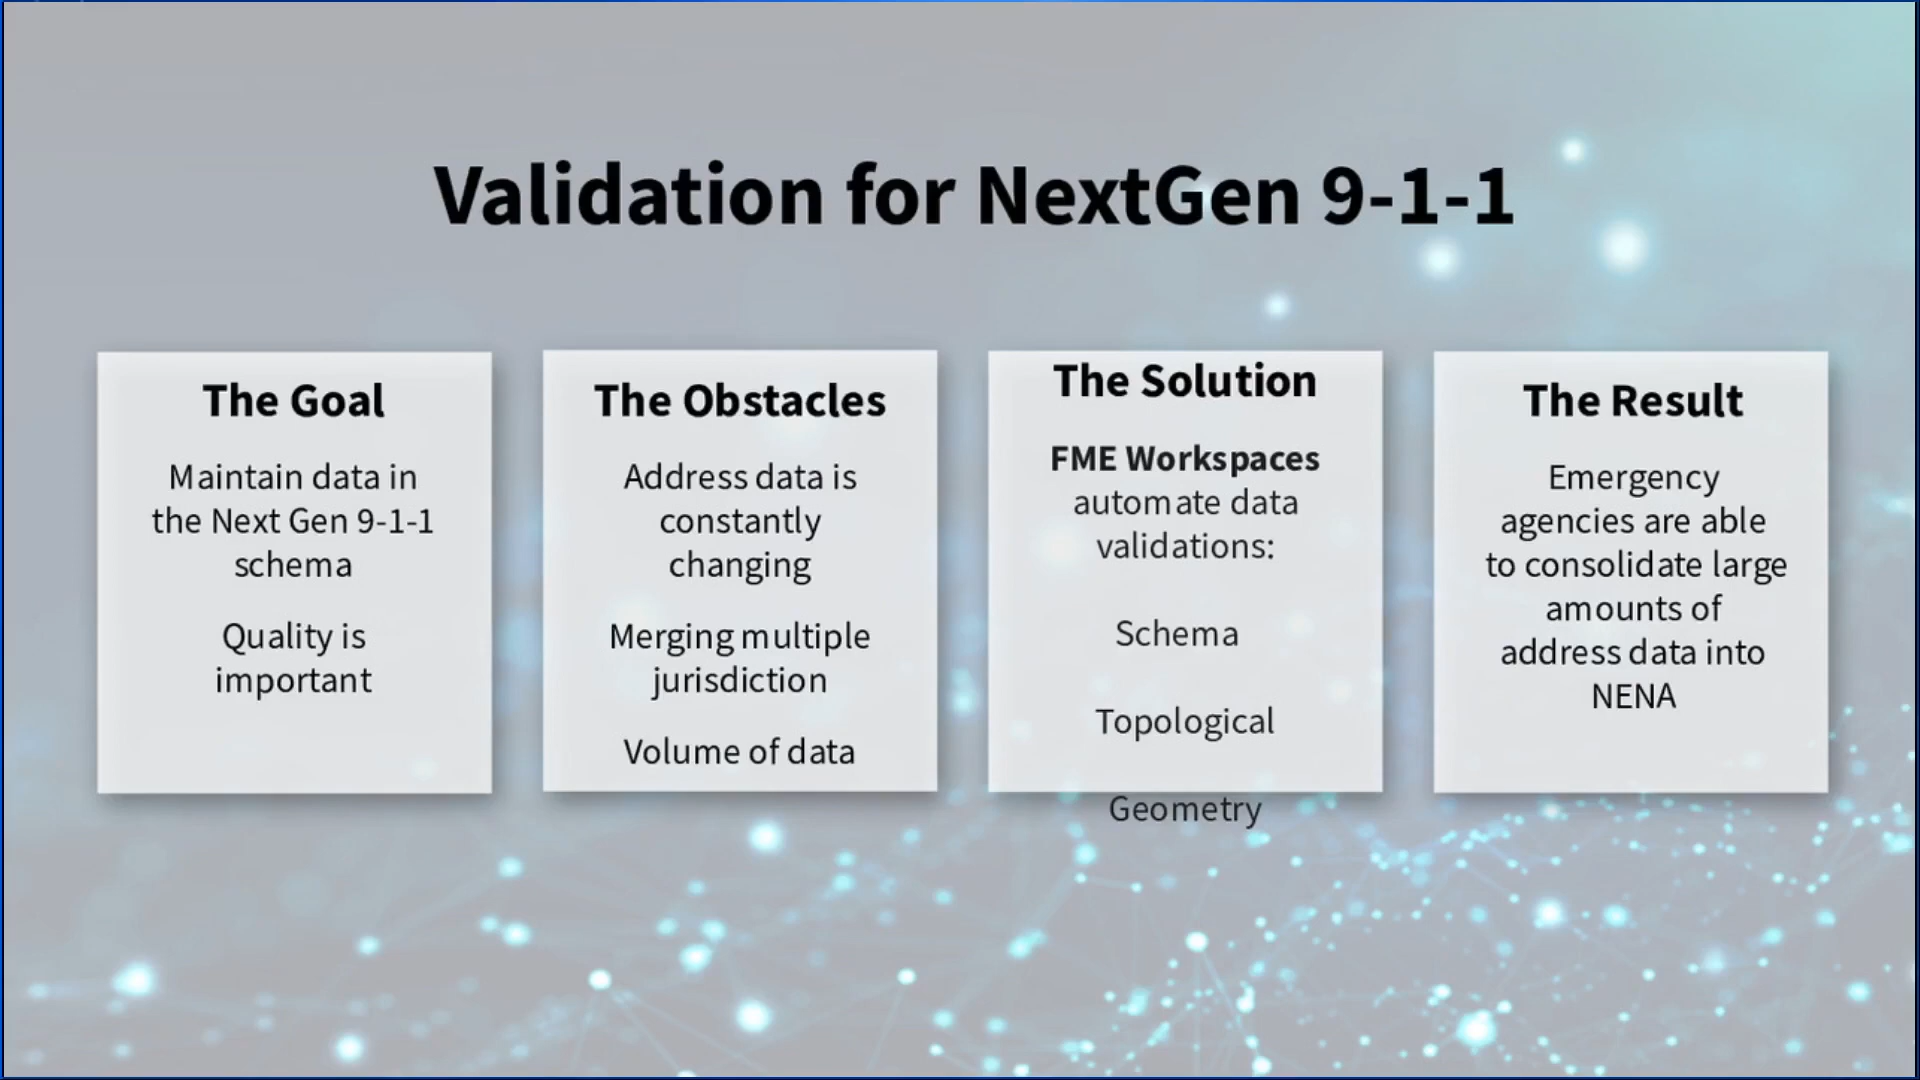 Validation for NextGen 9-1-1
The Goal
Maintain data in
the Next Gen 9-1-1
schema
Quality is
important
The Obstacles
Address data is
constantly
changing
Merging multiple
jurisdiction
Volume of data
The Solution
FME Workspaces
automate data
validations:
Schema
Topological
Geometry
The Result
Emergency
agencies are able
to consolidate large
amounts of
address data into
NENA